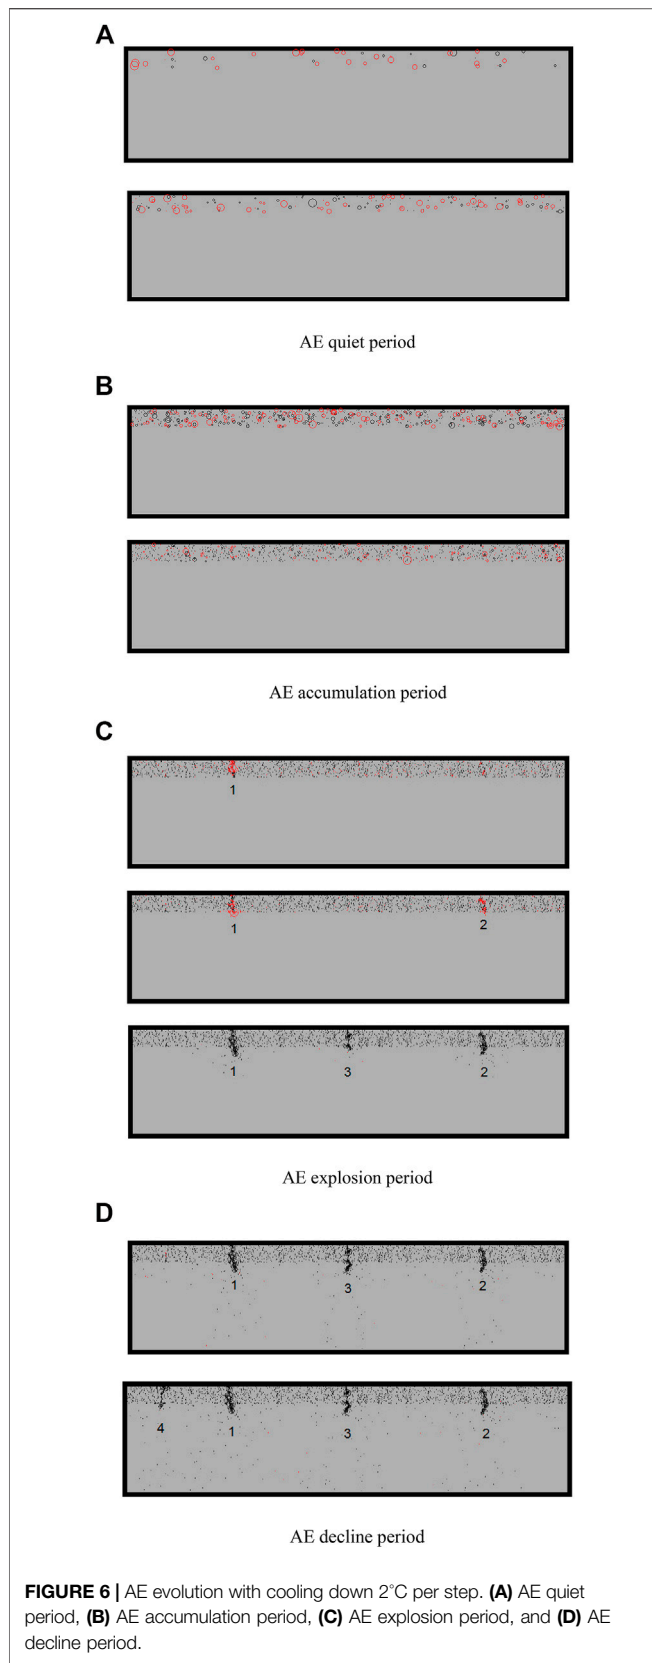 A
AE quiet period
B
AE accumulation period
C
1
1
2
1
3
2
AE explosion period
D
1
3
2
4
1
3
2
AE decline period
FIGURE 6 | AE evolution with cooling down 2°C per step. (A) AE quiet
period, (B) AE accumulation period, (C) AE explosion period, and (D) AE
decline period.